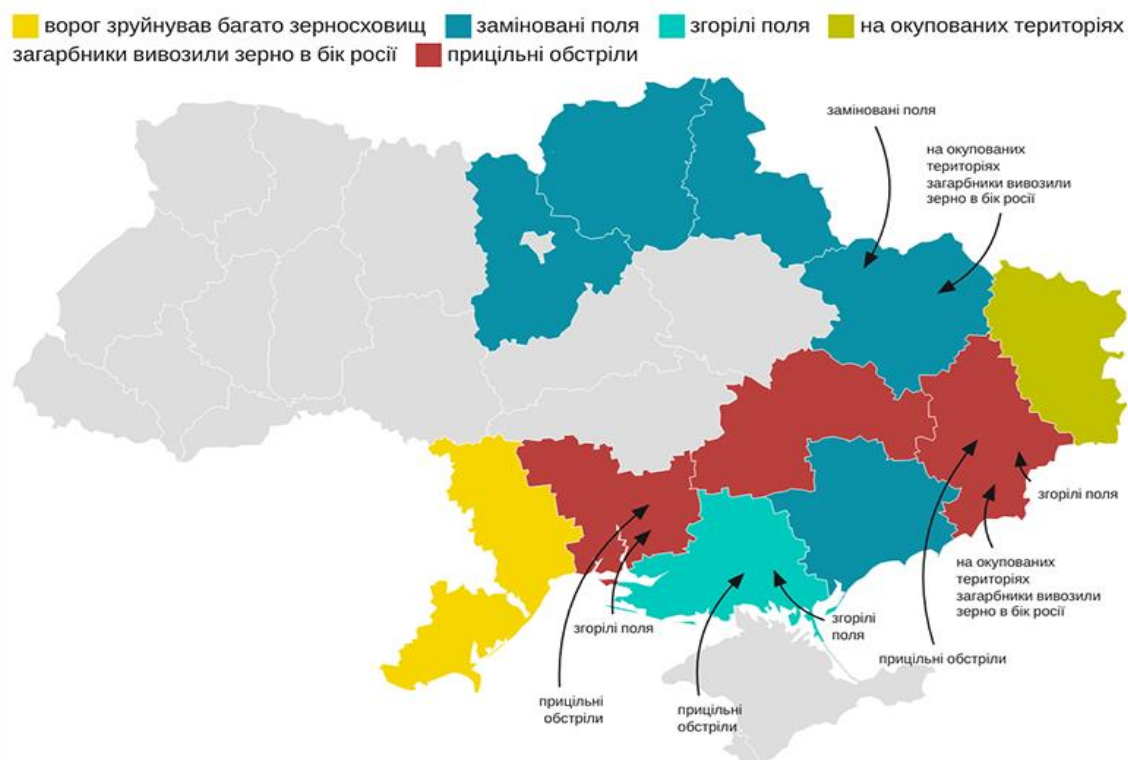 ворог зруйнував багато зерносховищ заміновані поля згорілі поля на окупованих територіях
загарбники вивозили зерно в бік росії прицільні обстріли
заміновані поля
на окупованих
територіях
загарбники вивозили
зерно в бік росії
згорілі поля
на окупованих
територіях
загарбники вивозили
зерно в бік росії
згорілі поля
згорілі
поля
прицільні обстріли
прицільні
обстріли
прицільні
обстріли